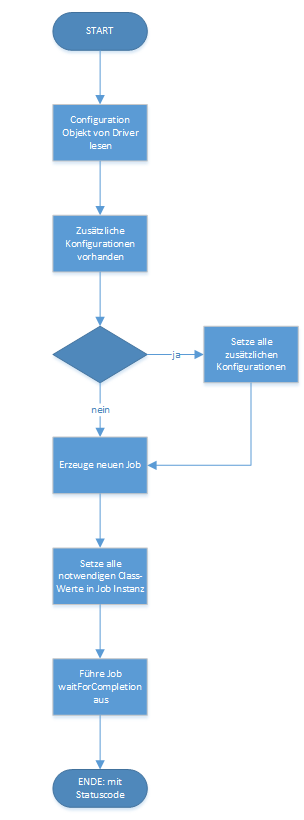 START
Configuration
Objekt von Driver
lesen
Zusätzliche
Konfigurationen
vorhanden
ja
Setze alle
zusätzlichen
Konfigurationen
nein
Erzeuge neuen Job
Setze alle
notwendigen Class-
Werte in Job Instanz
Führe Job
waitForCompletion
aus
ENDE: mit
Statuscode